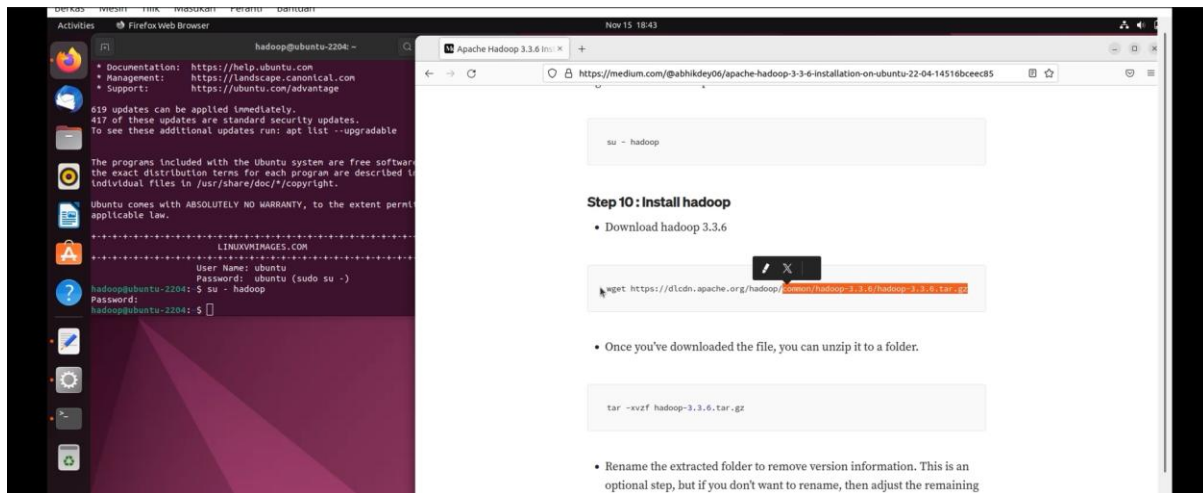 Berkas Mesin Tilik Masukan Peranti Bantuan
Activities Firefox Web Browser Nov 15 18:43
hadoop@ubuntu-2204: ~
* Documentation: https://help.ubuntu.com
* Management: https://landscape.canonical.com
* Support: https://ubuntu.com/advantage
619 updates can be applied immediately.
417 of these updates are standard security updates.
To see these additional updates run: apt list --upgradable
The programs included with the Ubuntu system are free software
the exact distribution terms for each program are described i
individual files in /usr/share/doc/*/copyright.
Ubuntu comes with ABSOLUTELY NO WARRANTY, to the extent permi
applicable law.
+-+-+-+-+-+-+-+-+-+-+-+-+-+-+-+-+-+-+-+-+-+-+-+-+-+-+-+-
LINUXVMIMAGES.COM
+-+-+-+-+-+-+-+-+-+-+-+-+-+-+-+-+-+-+-+-+-+-+-+-+-+-+-+-
User Name: ubuntu
Password: ubuntu (sudo su -)
hadoop@ubuntu-2204:~$ su - hadoop
Password:
hadoop@ubuntu-2204:~$
Apache Hadoop 3.3.6 Ins
https://medium.com/@abhikdey06/apache-hadoop-3-3-6-installation-on-ubuntu-22-04-14516bceec85
su - hadoop
Step 10 : Install hadoop
• Download hadoop 3.3.6
wget https://dlcdn.apache.org/hadoop/common/hadoop-3.3.6/hadoop-3.3.6.tar.gz
• Once you've downloaded the file, you can unzip it to a folder.
tar -xvzf hadoop-3.3.6.tar.gz
• Rename the extracted folder to remove version information. This is an
optional step, but if you don't want to rename, then adjust the remaining